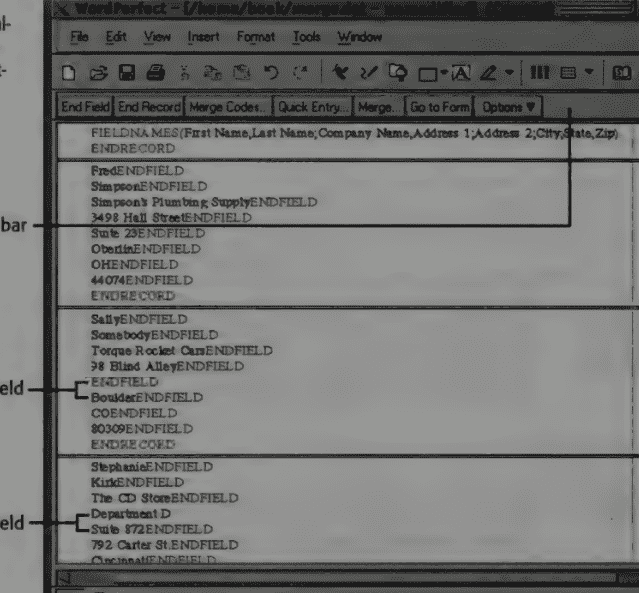 WordPerfect - [/home/book/merge.dat -
File Edit View Insert Format Tools Window
End Field End Record Merge Codes... Quick Entry... Merge... Go to Form Options
FIELDNAMES(First Name;Last Name;Company Name;Address 1;Address 2;City;State;Zip)
ENDRECORD
FredENDFIELD
SimpsonENDFIELD
Simpson's Plumbing SupplyENDFIELD
3498 Hall StreetENDFIELD
bar
Suite 23ENDFIELD
OberlinENDFIELD
OHENDFIELD
44074ENDFIELD
ENDRECORD
SallyENDFIELD
SomebodyENDFIELD
Torque Rocket CarsENDFIELD
98 Blind AlleyENDFIELD
eld
ENDFIELD
BoulderENDFIELD
COENDFIELD
80309ENDFIELD
ENDRECORD
StephanieENDFIELD
KirkENDFIELD
The CD StoreENDFIELD
eld
Department D
Suite 872ENDFIELD
792 Carter St.ENDFIELD
CincinnatiENDFIELD